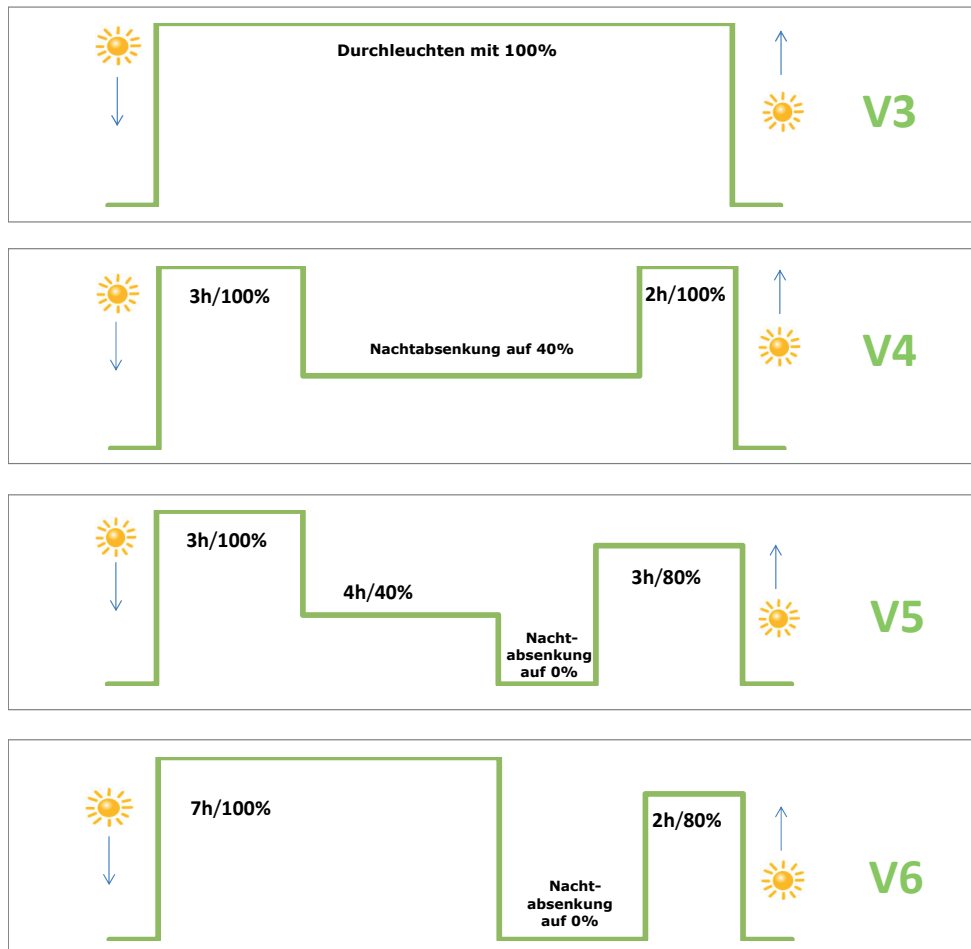 Durchleuchten mit 100%
V3
3h/100%
2h/100%
Nachtabsenkung auf 40%
V4
3h/100%
4h/40%
3h/80%
Nacht-
absenkung
auf 0%
V5
7h/100%
2h/80%
Nacht-
absenkung
auf 0%
V6